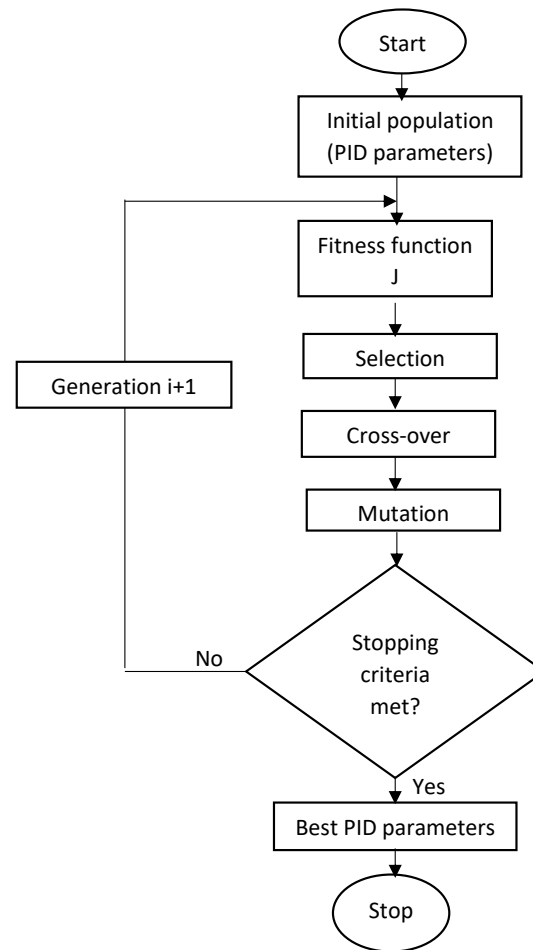 Start
Initial population
(PID parameters)
Fitness function
J
Selection
Generation i+1
Cross-over
Mutation
Stopping
criteria
met?
No
Yes
Best PID parameters
Stop